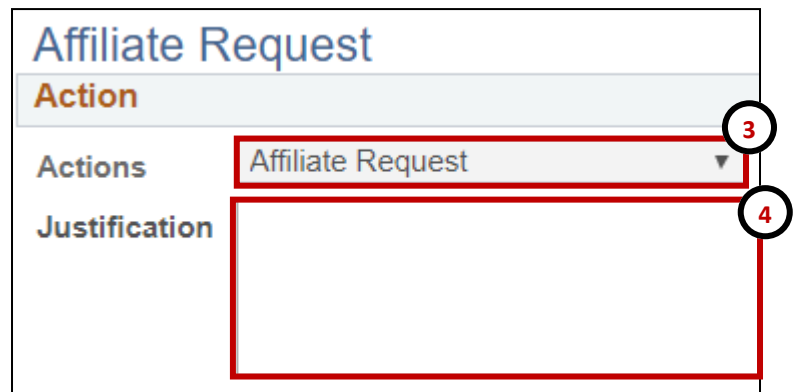 Affiliate Request
Action
3
Actions Affiliate Request
4
Justification